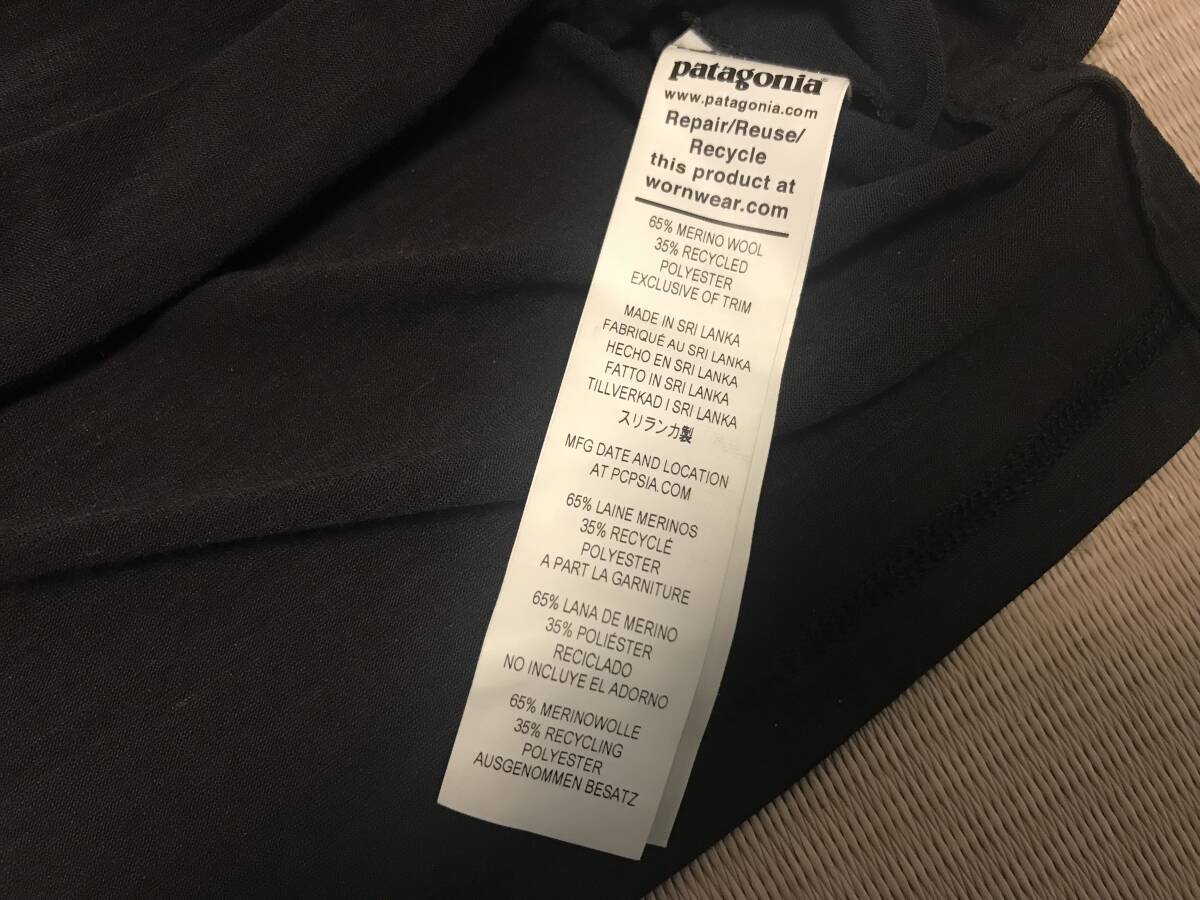 patagonia®
www.patagonia.com
Repair/Reuse/
Recycle
this product at
wornwear.com
65% MERINO WOOL
35% RECYCLED
POLYESTER
EXCLUSIVE OF TRIM
MADE IN SRI LANKA
FABRIQUÉ AU SRI LANKA
HECHO EN SRI LANKA
FATTO IN SRI LANKA
TILLVERKAD I SRI LANKA
スリランカ製
MFG DATE AND LOCATION
AT PCPSIA.COM
65% LAINE MERINOS
35% RECYCLÉ
POLYESTER
A PART LA GARNITURE
65% LANA DE MERINO
35% POLIÉSTER
RECICLADO
NO INCLUYE EL ADORNO
65% MERINOWOLLE
35% RECYCLING
POLYESTER
AUSGENOMMEN BESATZ